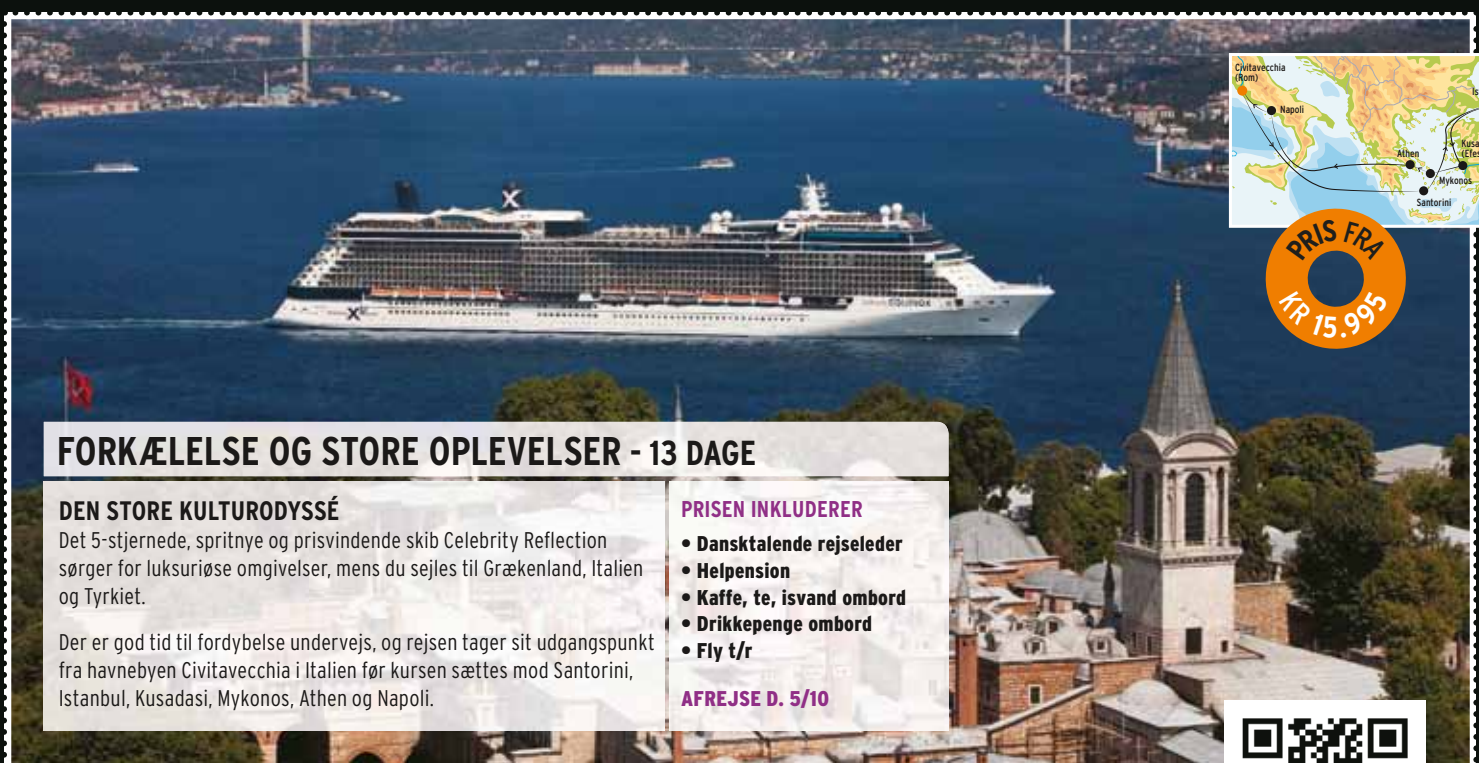 Civitavecchia
(Rom)
Napoli
Athen
Mykonos
Santorini
PRIS FRA
KR 15.995
X
X
FORKÆLELSE OG STORE OPLEVELSER - 13 DAGE
DEN STORE KULTURODYSSÉ
Det 5-stjernede, spritnye og prisvindende skib Celebrity Reflection
sørger for luksuriøse omgivelser, mens du sejles til Grækenland, Italien
og Tyrkiet.
Der er god tid til fordybelse undervejs, og rejsen tager sit udgangspunkt
fra havnebyen Civitavecchia i Italien før kursen sættes mod Santorini,
Istanbul, Kusadasi, Mykonos, Athen og Napoli.
PRISEN INKLUDERER
• Dansktalende rejseleder
• Helpension
• Kaffe, te, isvand ombord
• Drikkepenge ombord
• Fly t/r
AFREJSE D. 5/10